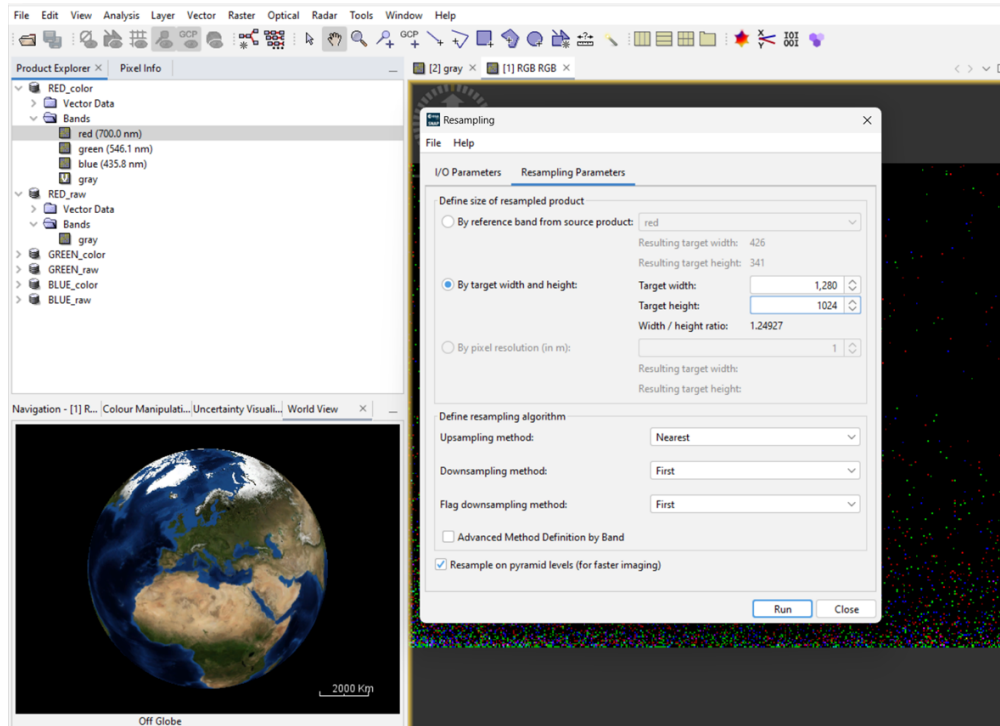 File Edit View Analysis Layer Vector Raster Optical Radar Tools Window Help
GCP GCP
Product Explorer Pixel Info
[2] gray [1] RGB RGB
RED_color
Vector Data
Bands
red (700.0 nm)
green (546.1 nm)
blue (435.8 nm)
gray
RED_raw
Vector Data
Bands
gray
GREEN_color
GREEN_raw
BLUE_color
BLUE_raw
Navigation - [1] R... Colour Manipulati... Uncertainty Visuali... World View
2000 Km
Off Globe
Resampling
File Help
I/O Parameters Resampling Parameters
Define size of resampled product
By reference band from source product: red
Resulting target width: 426
Resulting target height: 341
By target width and height: Target width: 1,280
Target height: 1024
Width / height ratio: 1.24927
By pixel resolution (in m): 1
Resulting target width:
Resulting target height:
Define resampling algorithm
Upsampling method: Nearest
Downsampling method: First
Flag downsampling method: First
Advanced Method Definition by Band
Resample on pyramid levels (for faster imaging)
Run Close